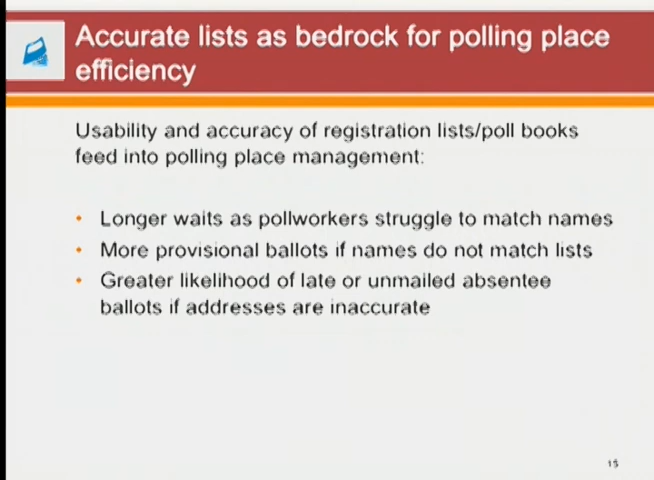 Accurate lists as bedrock for polling place
efficiency
Usability and accuracy of registration lists/poll books
feed into polling place management:
• Longer waits as pollworkers struggle to match names
• More provisional ballots if names do not match lists
• Greater likelihood of late or unmailed absentee
ballots if addresses are inaccurate
15